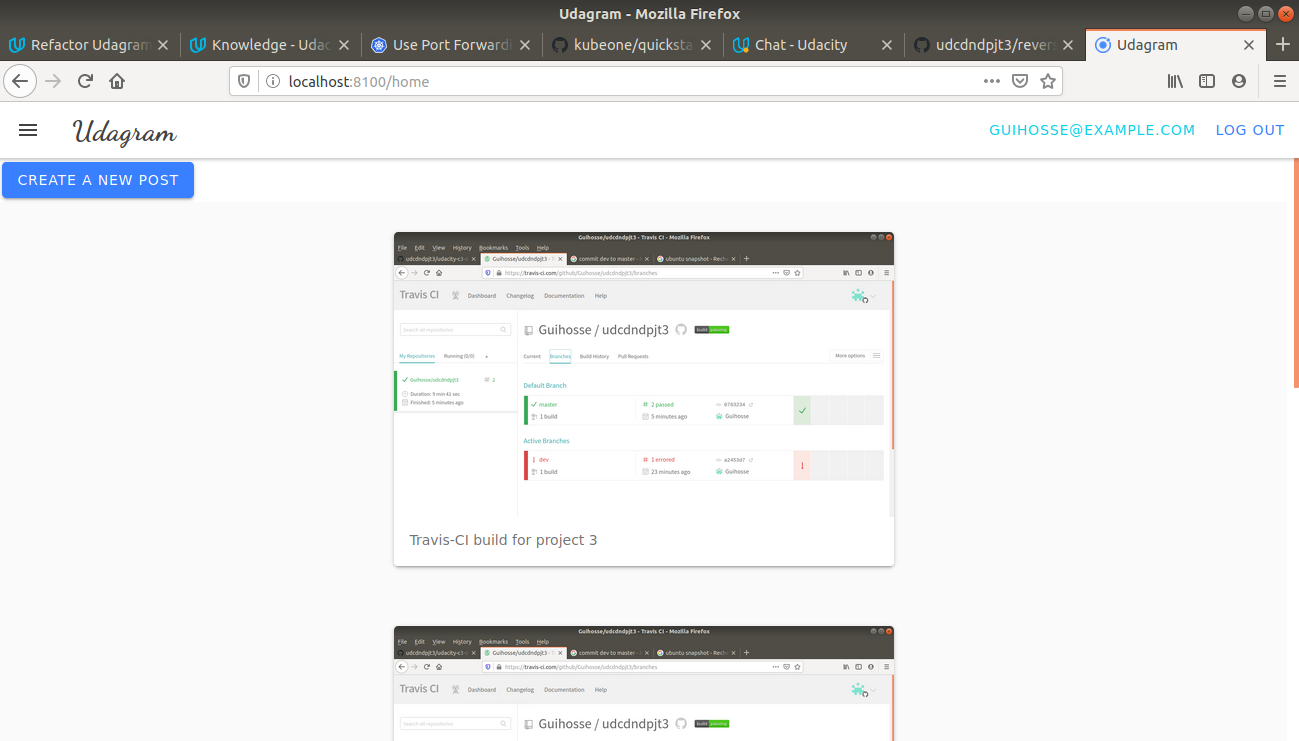 Udagram - Mozilla Firefox
Refactor Udagram
Knowledge - Udac
Use Port Forwardi
kubeone/quicksta
Chat - Udacity
udcdndpjt3/rever
Udagram
localhost:8100/home
Udagram
GUIHOSSE@EXAMPLE.COM
LOG OUT
CREATE A NEW POST
Guihosse/udcdndpjt3 - Travis CI - Mozilla Firefox
File Edit View History Bookmarks Tools Help
udcdndpjt3/udacity-c3-
Guihosse/udcdndpjt3 - T
commit dev to master -
ubuntu snapshot - Rech
https://travis-ci.com/github/Guihosse/udcdndpjt3/branches
Travis CI
Dashboard Changelog Documentation Help
Search all repositories
Guihosse / udcdndpjt3
build passing
My Repositories Running (0/0) +
Current Branches Build History Pull Requests
More options
Guihosse/udcdndpjt3 # 2
Duration: 9 min 41 sec
Finished: 5 minutes ago
Default Branch
master # 2 passed 0763234
1 build 5 minutes ago Guihosse
Active Branches
! dev # 1 errored a2453d7 !
1 build 23 minutes ago Guihosse
Travis-CI build for project 3
Guihosse/udcdndpjt3 - Travis CI - Mozilla Firefox
File Edit View History Bookmarks Tools Help
udcdndpjt3/udacity-c3-
Guihosse/udcdndpjt3 - T
commit dev to master -
ubuntu snapshot - Rech
https://travis-ci.com/github/Guihosse/udcdndpjt3/branches
Travis CI
Dashboard Changelog Documentation Help
Search all repositories
Guihosse / udcdndpjt3
build passing